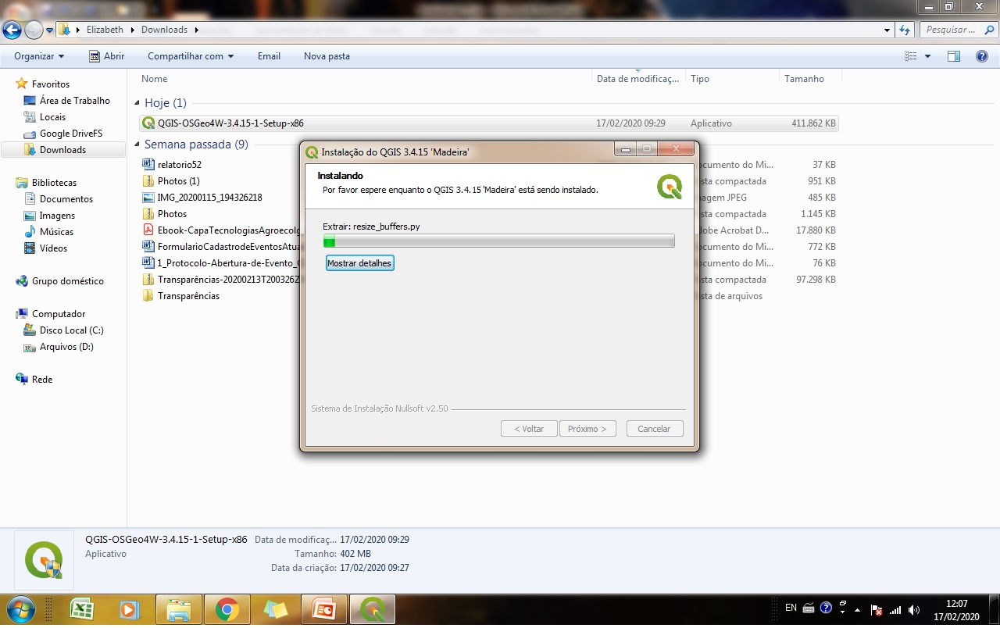 Elizabeth Downloads
Pesquisar ...
Organizar Abrir Compartilhar com Email Nova pasta
Favoritos
Área de Trabalho
Locais
Google DriveFS
Downloads
Bibliotecas
Documentos
Imagens
Músicas
Vídeos
Grupo doméstico
Computador
Disco Local (C:)
Arquivos (D:)
Rede
Nome Data de modificaç... Tipo Tamanho
Hoje (1)
QGIS-OSGeo4W-3.4.15-1-Setup-x86 17/02/2020 09:29 Aplicativo 411.862 KB
Semana passada (9)
relatorio52 ocumento do Mi... 37 KB
Photos (1) sta compactada 951 KB
IMG_20200115_194326218 agem JPEG 485 KB
Photos sta compactada 1.145 KB
Ebook-CapaTecnologiasAgroecolg dobe Acrobat D... 17.880 KB
FormularioCadastrodeEventosAtua ocumento do Mi... 772 KB
1_Protocolo-Abertura-de-Evento_ ocumento do Mi... 76 KB
Transparências-20200213T200326Z sta compactada 97.298 KB
Transparências sta de arquivos
Instalação do QGIS 3.4.15 'Madeira'
Instalando
Por favor espere enquanto o QGIS 3.4.15 'Madeira' está sendo instalado.
Extrair: resize_buffers.py
Mostrar detalhes
Sistema de Instalação Nullsoft v2.50
< Voltar Próximo > Cancelar
QGIS-OSGeo4W-3.4.15-1-Setup-x86 Data de modificaç... 17/02/2020 09:29
Aplicativo Tamanho: 402 MB
Data da criação: 17/02/2020 09:27
EN
12:07
17/02/2020